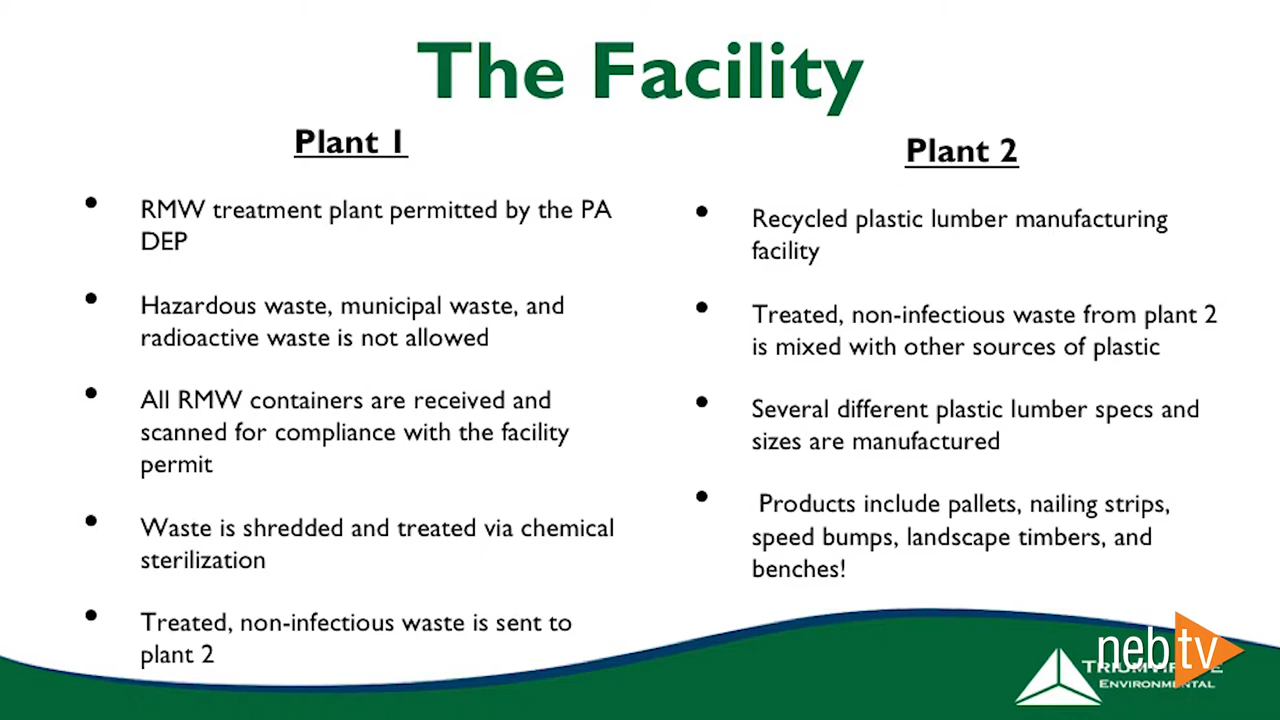 The Facility
Plant 1
• RMW treatment plant permitted by the PA
DEP
• Hazardous waste, municipal waste, and
radioactive waste is not allowed
• All RMW containers are received and
scanned for compliance with the facility
permit
• Waste is shredded and treated via chemical
sterilization
• Treated, non-infectious waste is sent to
plant 2
Plant 2
• Recycled plastic lumber manufacturing
facility
• Treated, non-infectious waste from plant 2
is mixed with other sources of plastic
• Several different plastic lumber specs and
sizes are manufactured
• Products include pallets, nailing strips,
speed bumps, landscape timbers, and
benches!
neb tv
ENVIRONMENTAL